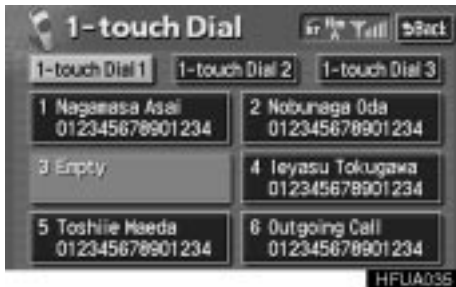 1-touch Dial
Back
1-touch Dial 1 1-touch Dial 2 1-touch Dial 3
1 Nagamasa Asai 2 Nobunaga Oda
012345678901234 012345678901234
3 Empty 4 Ieyasu Tokugawa
012345678901234
5 Toshiie Maeda 6 Outgoing Call
012345678901234 012345678901234
HFUA035